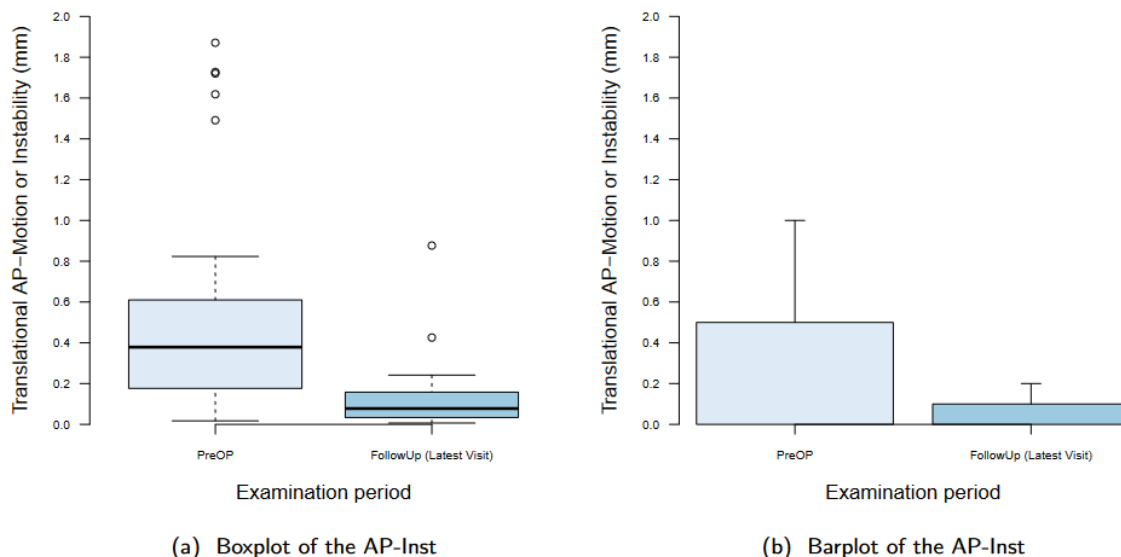 Translational AP−Motion or Instability (mm)
2.0
1.8
1.6
1.4
1.2
1.0
0.8
0.6
0.4
0.2
0.0
PreOP
FollowUp (Latest Visit)
Examination period
(a) Boxplot of the AP-Inst
Translational AP−Motion or Instability (mm)
2.0
1.8
1.6
1.4
1.2
1.0
0.8
0.6
0.4
0.2
0.0
PreOP
FollowUp (Latest Visit)
Examination period
(b) Barplot of the AP-Inst